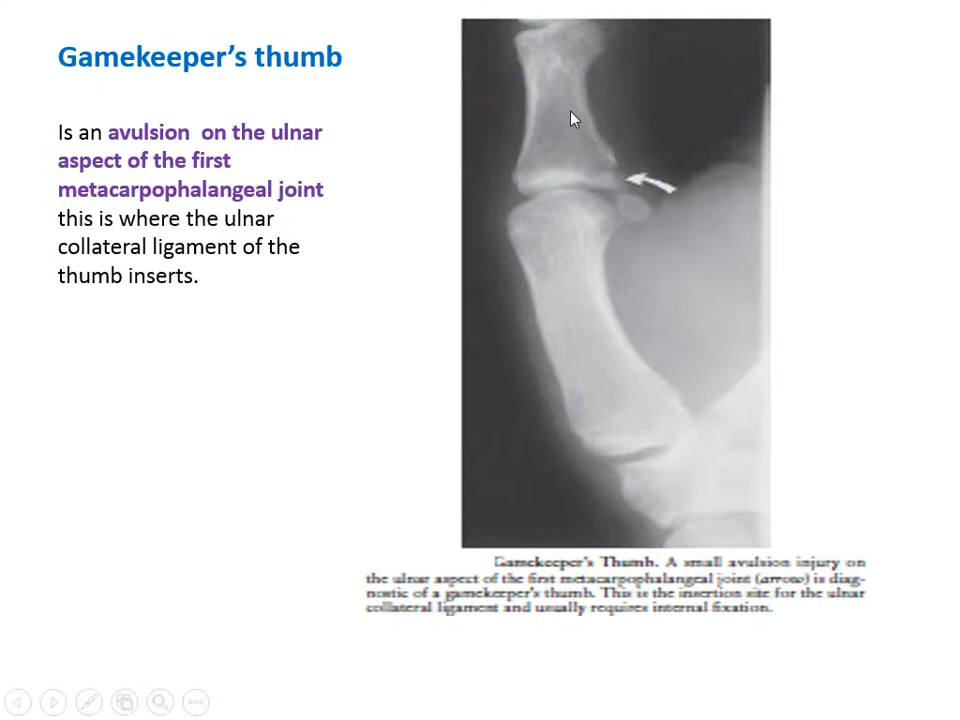 Gamekeeper's thumb
Is an avulsion on the ulnar
aspect of the first
metacarpophalangeal joint
this is where the ulnar
collateral ligament of the
thumb inserts.
Gamekeeper's Thumb. A small avulsion injury on
the ulnar aspect of the first metacarpophalangeal joint (arrow) is diag-
nostic of a gamekeeper's thumb. This is the insertion site for the ulnar
collateral ligament and usually requires internal fixation.